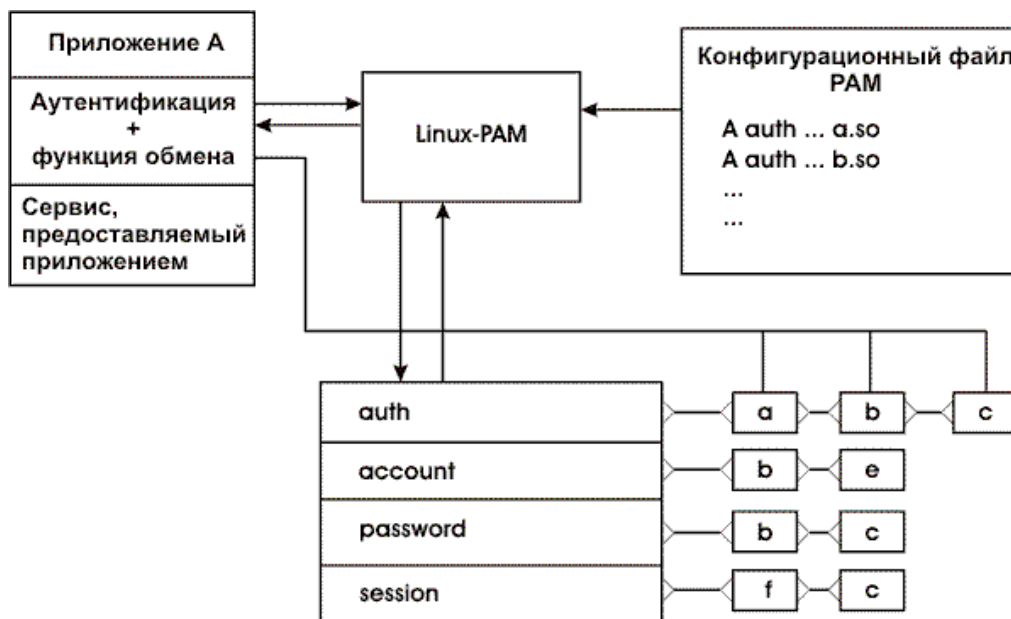 Приложение А
Аутентификация
+
функция обмена
Сервис,
предоставляемый
приложением
Linux-PAM
Конфигурационный файл
PAM
A auth ... a.so
A auth ... b.so
...
...
auth
a
b
c
account
b
e
password
b
c
session
f
c